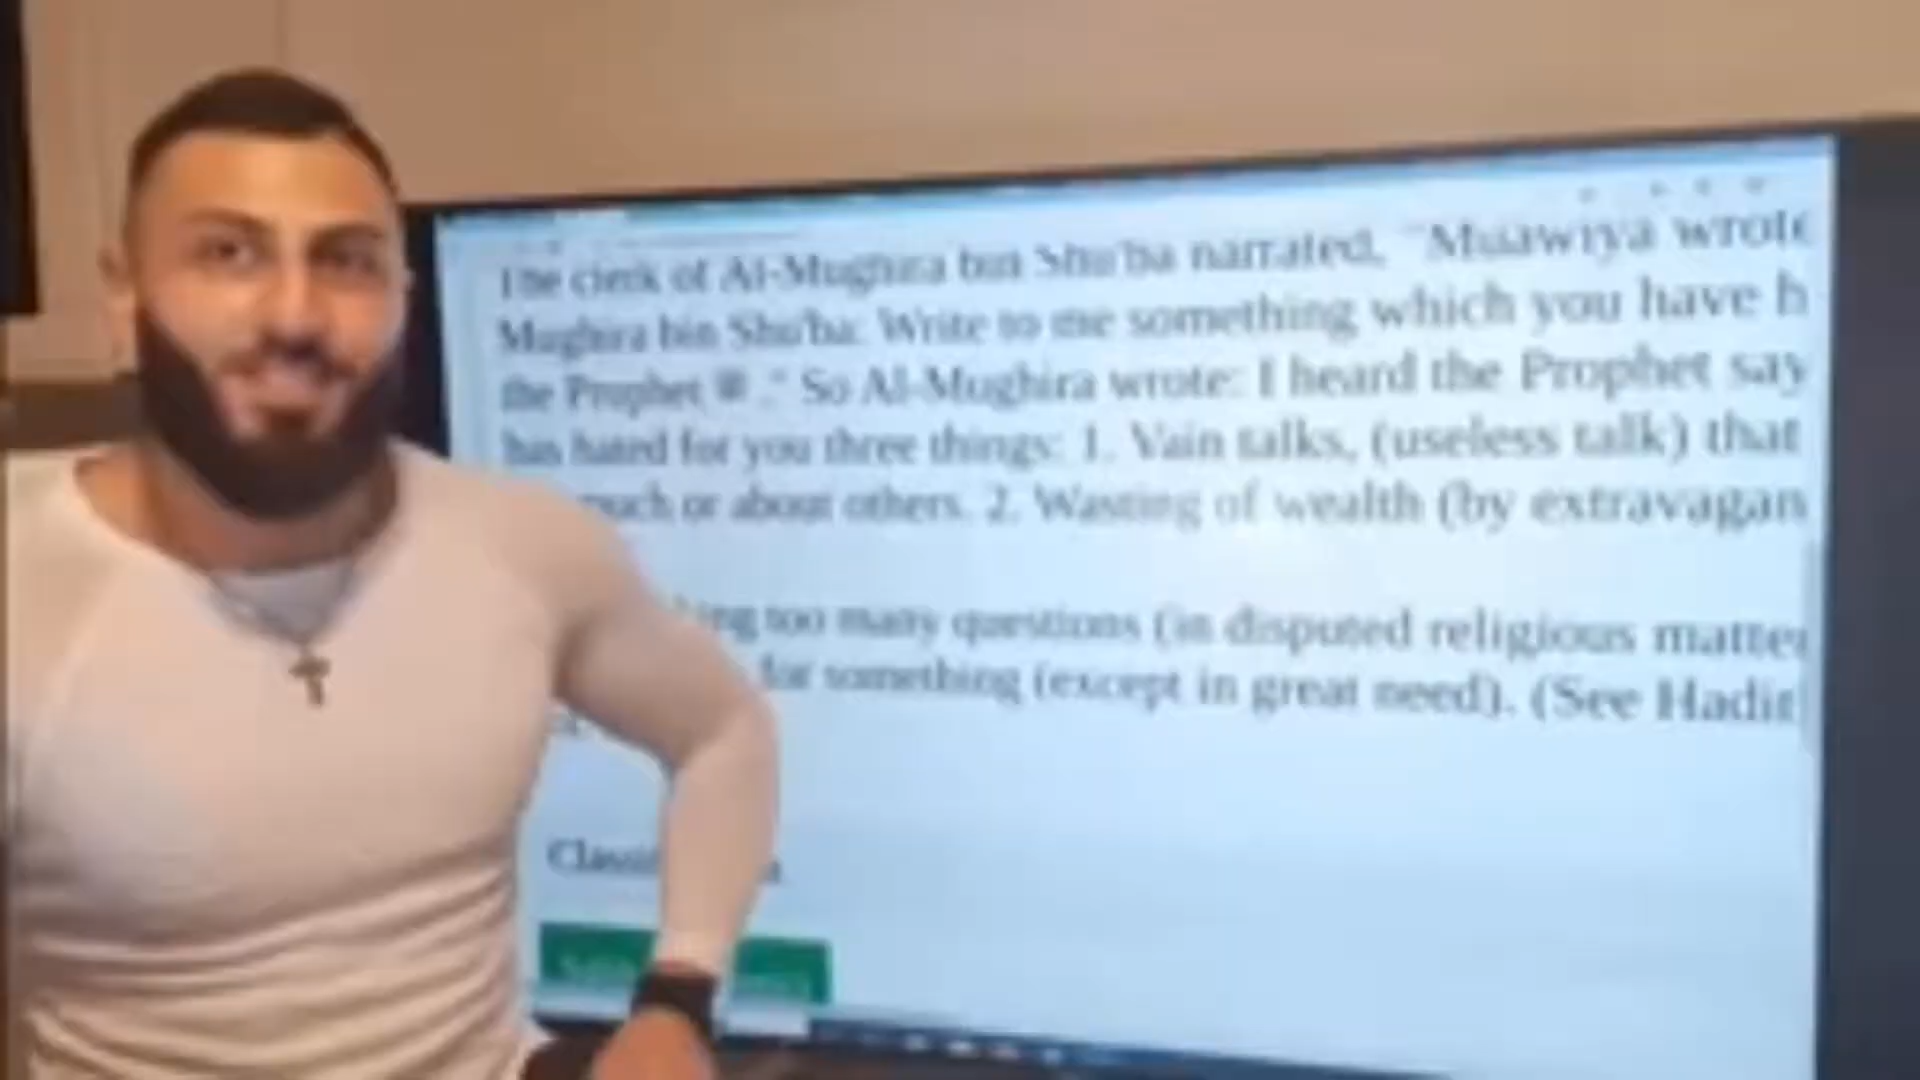 The clerk of Al-Mughira bin Shu'ba narrated, "Muawiya wrote
Mughira bin Shu'ba: Write to me something which you have h
the Prophet ﷺ ." So Al-Mughira wrote: I heard the Prophet say
has hated for you three things: 1. Vain talks, (useless talk) that
much or about others. 2. Wasting of wealth (by extravagan
ing too many questions (in disputed religious matter
for something (except in great need). (See Hadit